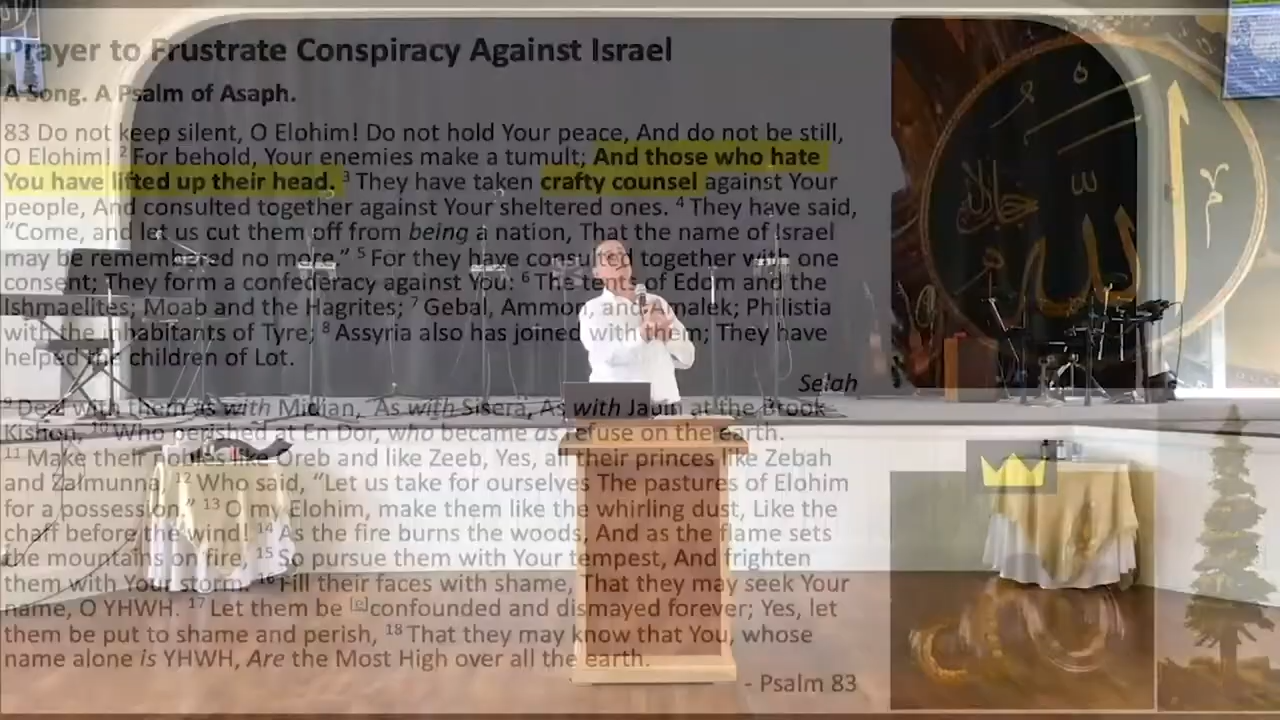 Prayer to Frustrate Conspiracy Against Israel
A Song. A Psalm of Asaph.
83 Do not keep silent, O Elohim! Do not hold Your peace, And do not be still,
O Elohim! 2 For behold, Your enemies make a tumult; And those who hate
You have lifted up their head. 3 They have taken crafty counsel against Your
people, And consulted together against Your sheltered ones. 4 They have said,
“Come, and let us cut them off from being a nation, That the name of Israel
may be remembered no more.” 5 For they have consulted together with one
consent; They form a confederacy against You: 6 The tents of Edom and the
Ishmaelites; Moab and the Hagrites; 7 Gebal, Ammon, and Amalek; Philistia
with the inhabitants of Tyre; 8 Assyria also has joined with them; They have
helped the children of Lot.
Selah
9 Deal with them as with Midian, As with Sisera, As with Jabin at the Brook
Kishon, 10 Who perished at En Dor, who became as refuse on the earth.
11 Make their nobles like Oreb and like Zeeb, Yes, all their princes like Zebah
and Zalmunna, 12 Who said, “Let us take for ourselves The pastures of Elohim
for a possession.” 13 O my Elohim, make them like the whirling dust, Like the
chaff before the wind! 14 As the fire burns the woods, And as the flame sets
the mountains on fire, 15 So pursue them with Your tempest, And frighten
them with Your storm. 16 Fill their faces with shame, That they may seek Your
name, O YHWH. 17 Let them be [e]confounded and dismayed forever; Yes, let
them be put to shame and perish, 18 That they may know that You, whose
name alone is YHWH, Are the Most High over all the earth.
- Psalm 83
الله
جل جلاله